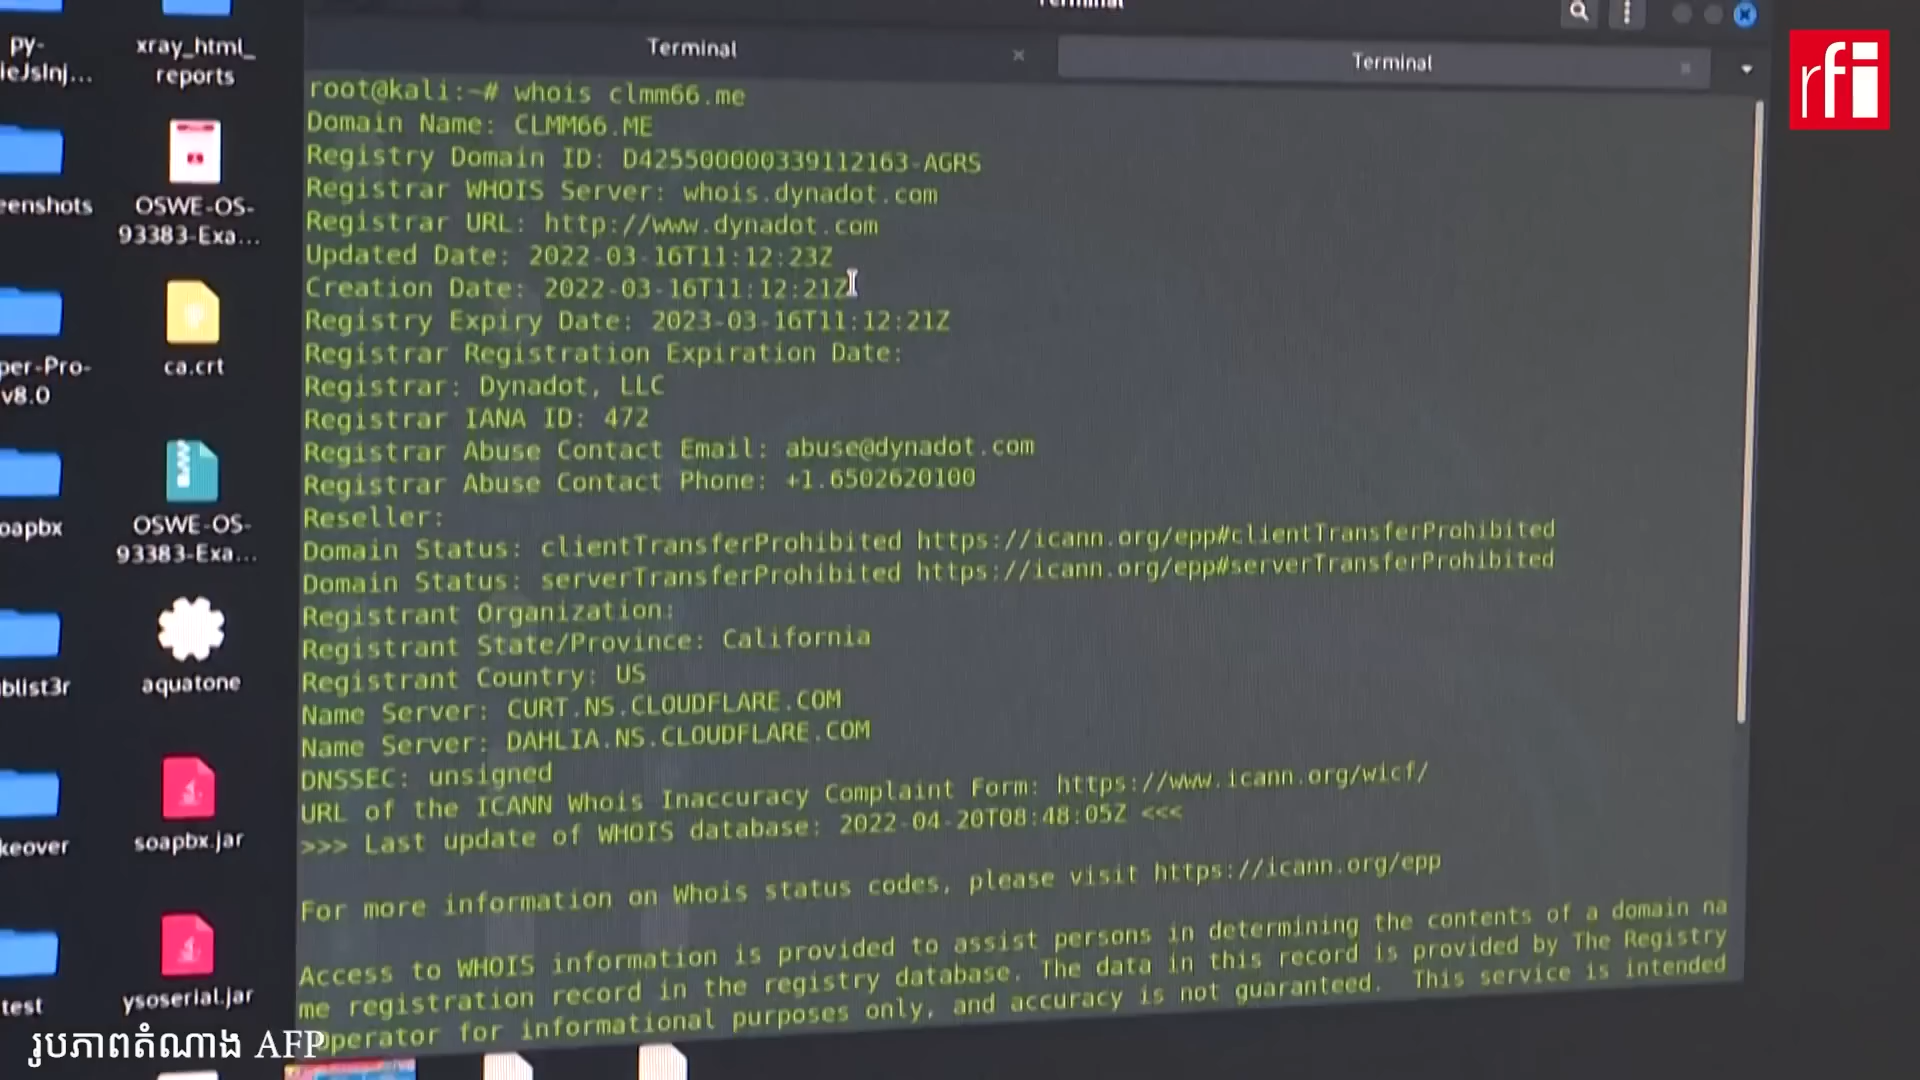 Terminal
Terminal
Terminal
rfi
root@kali:~# whois clmm66.me
Domain Name: CLMM66.ME
Registry Domain ID: D425500000339112163-AGRS
Registrar WHOIS Server: whois.dynadot.com
Registrar URL: http://www.dynadot.com
Updated Date: 2022-03-16T11:12:23Z
Creation Date: 2022-03-16T11:12:21Z
Registry Expiry Date: 2023-03-16T11:12:21Z
Registrar Registration Expiration Date:
Registrar: Dynadot, LLC
Registrar IANA ID: 472
Registrar Abuse Contact Email: abuse@dynadot.com
Registrar Abuse Contact Phone: +1.6502620100
Reseller:
Domain Status: clientTransferProhibited https://icann.org/epp#clientTransferProhibited
Domain Status: serverTransferProhibited https://icann.org/epp#serverTransferProhibited
Registrant Organization:
Registrant State/Province: California
Registrant Country: US
Name Server: CURT.NS.CLOUDFLARE.COM
Name Server: DAHLIA.NS.CLOUDFLARE.COM
DNSSEC: unsigned
URL of the ICANN Whois Inaccuracy Complaint Form: https://www.icann.org/wicf/
>>> Last update of WHOIS database: 2022-04-20T08:48:05Z <<<
For more information on Whois status codes, please visit https://icann.org/epp
Access to WHOIS information is provided to assist persons in determining the contents of a domain na
me registration record in the registry database. The data in this record is provided by The Registry
Operator for informational purposes only, and accuracy is not guaranteed.  This service is intended
py-
ieJsInj...
xray_html_
reports
eenshots
OSWE-OS-
93383-Exa...
per-Pro-
v8.0
ca.crt
oapbx
OSWE-OS-
93383-Exa...
blist3r
aquatone
keover
soapbx.jar
test
ysoserial.jar
រូបភាពតំណាង AFP